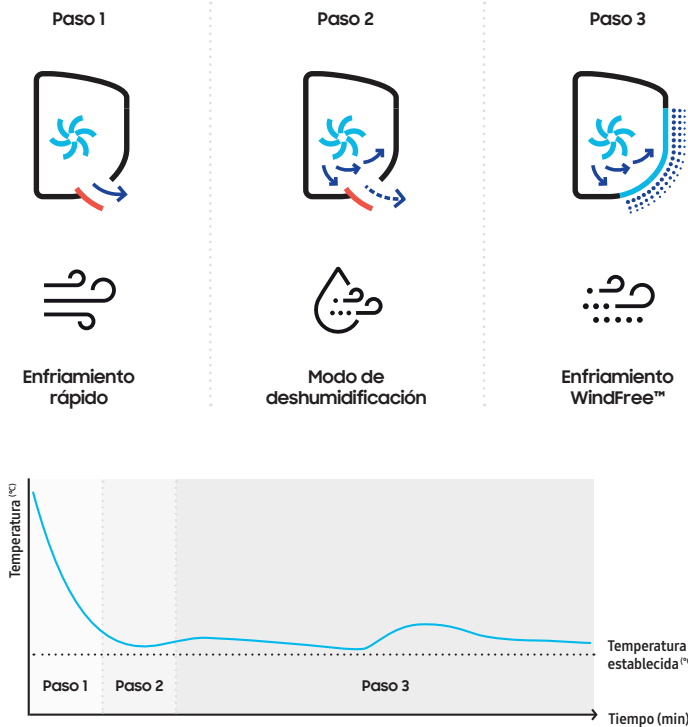 Paso 1
Paso 2
Paso 3
Enfriamiento
rápido
Modo de
deshumidificación
Enfriamiento
WindFree™
Temperatura (°C)
Temperatura
establecida (°
Paso 1
Paso 2
Paso 3
Tiempo (min)